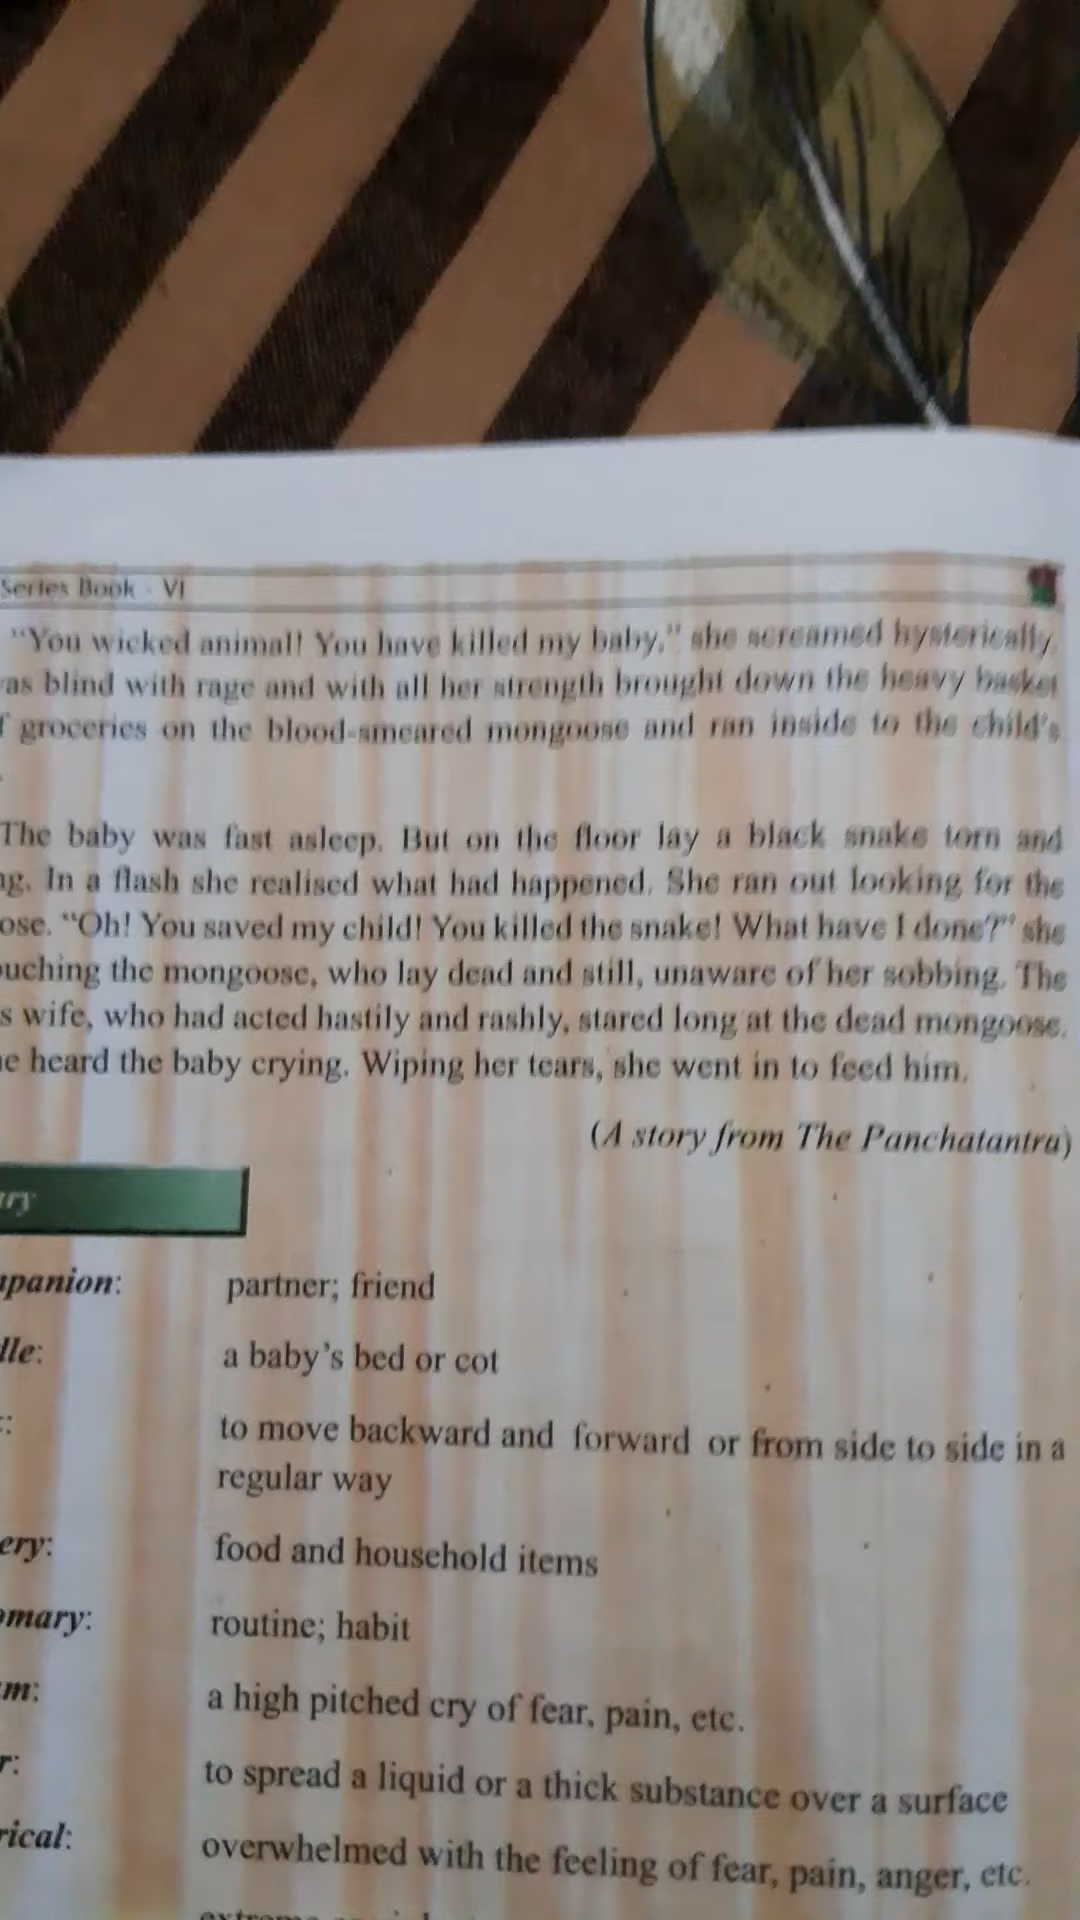 Series Book - VI
"You wicked animal! You have killed my baby," she screamed hysterically.
as blind with rage and with all her strength brought down the heavy basket
f groceries on the blood-smeared mongoose and ran inside to the child's
The baby was fast asleep. But on the floor lay a black snake torn and
ng. In a flash she realised what had happened. She ran out looking for the
ose. "Oh! You saved my child! You killed the snake! What have I done?" she
ouching the mongoose, who lay dead and still, unaware of her sobbing. The
s wife, who had acted hastily and rashly, stared long at the dead mongoose.
e heard the baby crying. Wiping her tears, she went in to feed him.
(A story from The Panchatantra)
ary
panion: partner; friend
lle: a baby's bed or cot
: to move backward and forward or from side to side in a
regular way
ery: food and household items
omary: routine; habit
m: a high pitched cry of fear, pain, etc.
r: to spread a liquid or a thick substance over a surface
rical: overwhelmed with the feeling of fear, pain, anger, etc.